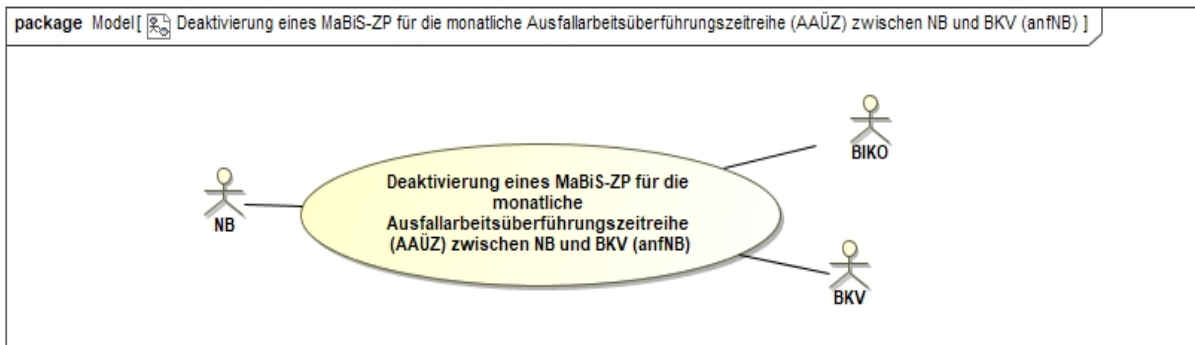 package Model [ Deaktivierung eines MaBiS-ZP für die monatliche Ausfallarbeitsüberführungszeitreihe (AAÜZ) zwischen NB und BKV (anfNB) ]
BIKO
Deaktivierung eines MaBiS-ZP für die
monatliche
Ausfallarbeitsüberführungszeitreihe
(AAÜZ) zwischen NB und BKV (anfNB)
NB
BKV